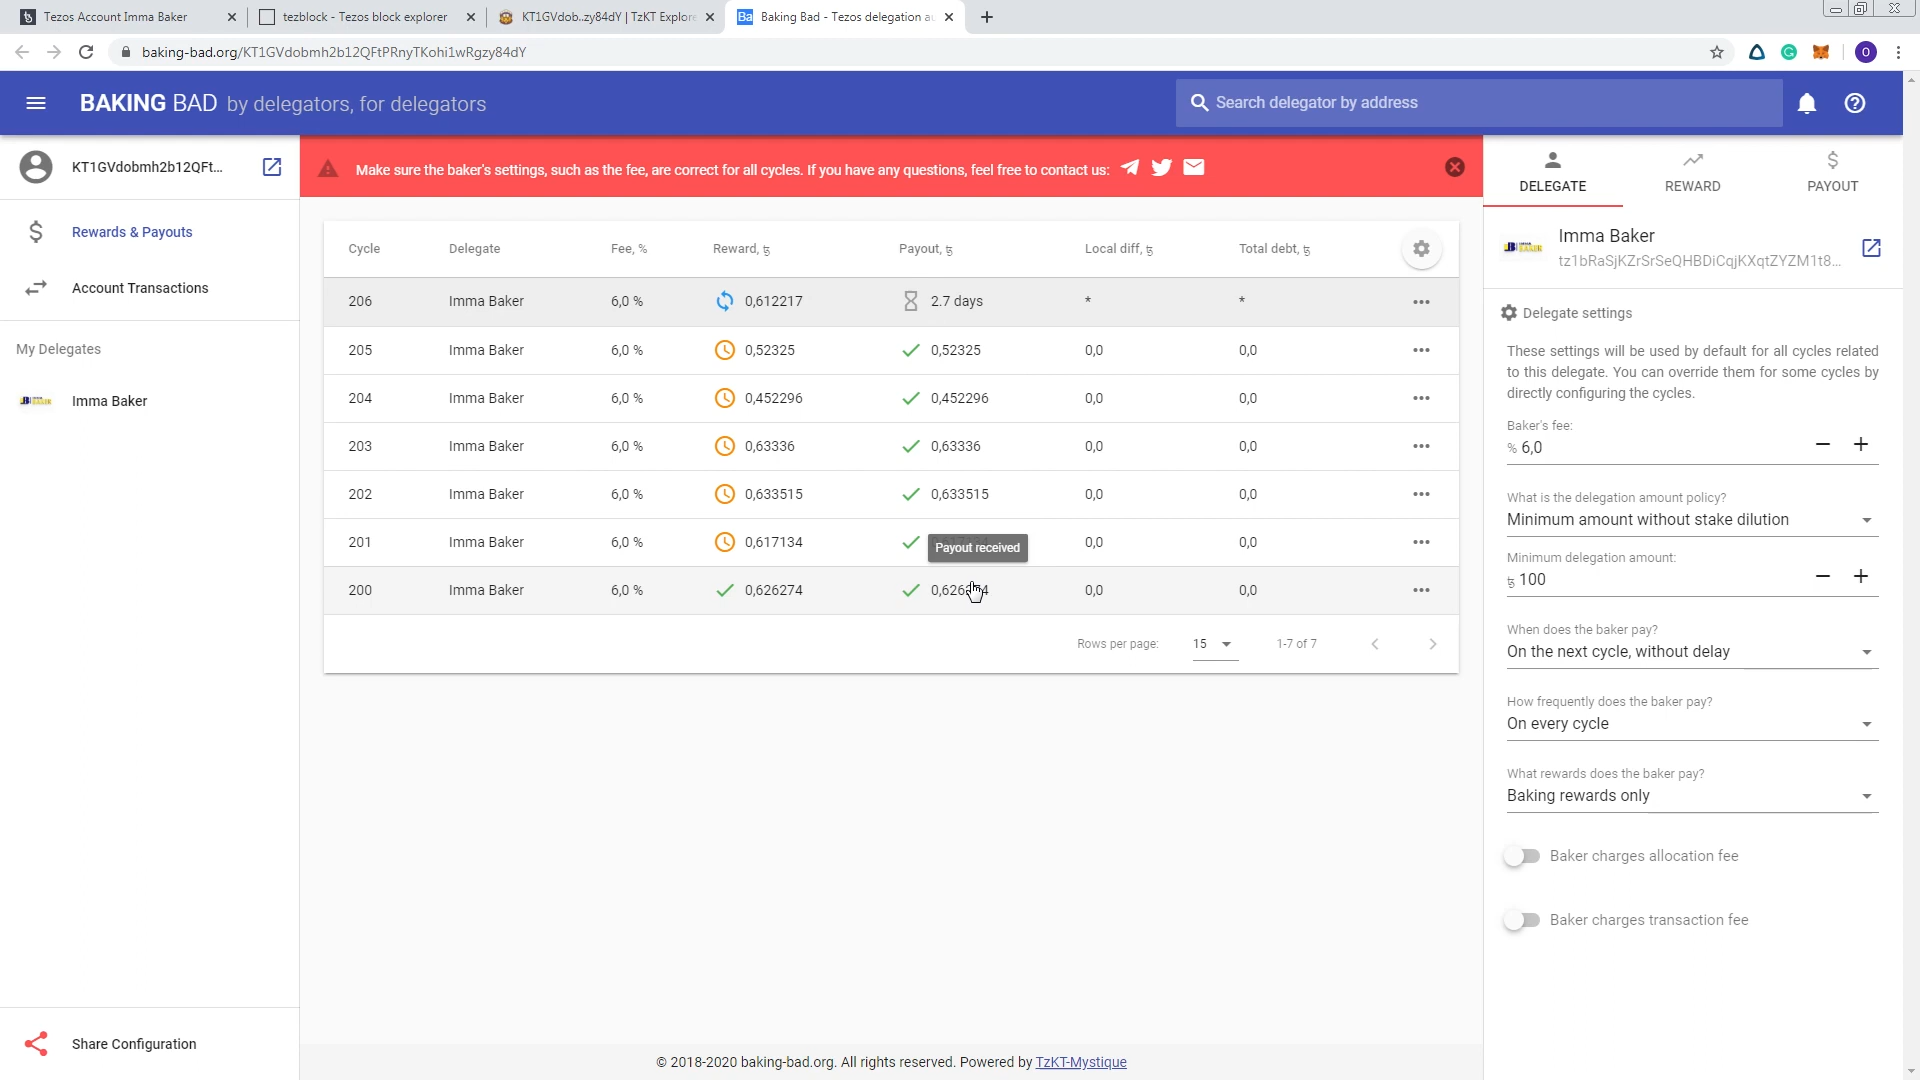 Tezos Account Imma Baker
tezblock - Tezos block explorer
KT1GVdob..zy84dY | TzKT Explore
Baking Bad - Tezos delegation au
baking-bad.org/KT1GVdobmh2b12QFtPRnyTKohi1wRgzy84dY
O
BAKING BAD by delegators, for delegators
Search delegator by address
KT1GVdobmh2b12QFt...
Rewards & Payouts
Account Transactions
My Delegates
Imma Baker
Share Configuration
Make sure the baker's settings, such as the fee, are correct for all cycles. If you have any questions, feel free to contact us:
Cycle Delegate Fee, % Reward, ꜩ Payout, ꜩ Local diff, ꜩ Total debt, ꜩ
206 Imma Baker 6,0 % 0,612217 2.7 days * *
205 Imma Baker 6,0 % 0,52325 0,52325 0,0 0,0
204 Imma Baker 6,0 % 0,452296 0,452296 0,0 0,0
203 Imma Baker 6,0 % 0,63336 0,63336 0,0 0,0
202 Imma Baker 6,0 % 0,633515 0,633515 0,0 0,0
201 Imma Baker 6,0 % 0,617134 0,0 0,0
Payout received
200 Imma Baker 6,0 % 0,626274 0,0 0,0
Rows per page: 15 1-7 of 7
© 2018-2020 baking-bad.org. All rights reserved. Powered by TzKT-Mystique
DELEGATE REWARD PAYOUT
Imma Baker
tz1bRaSjKZrSrSeQHBDiCqjKXqtZYZM1t8...
Delegate settings
These settings will be used by default for all cycles related
to this delegate. You can override them for some cycles by
directly configuring the cycles.
Baker's fee:
% 6,0
What is the delegation amount policy?
Minimum amount without stake dilution
Minimum delegation amount:
ꜩ 100
When does the baker pay?
On the next cycle, without delay
How frequently does the baker pay?
On every cycle
What rewards does the baker pay?
Baking rewards only
Baker charges allocation fee
Baker charges transaction fee